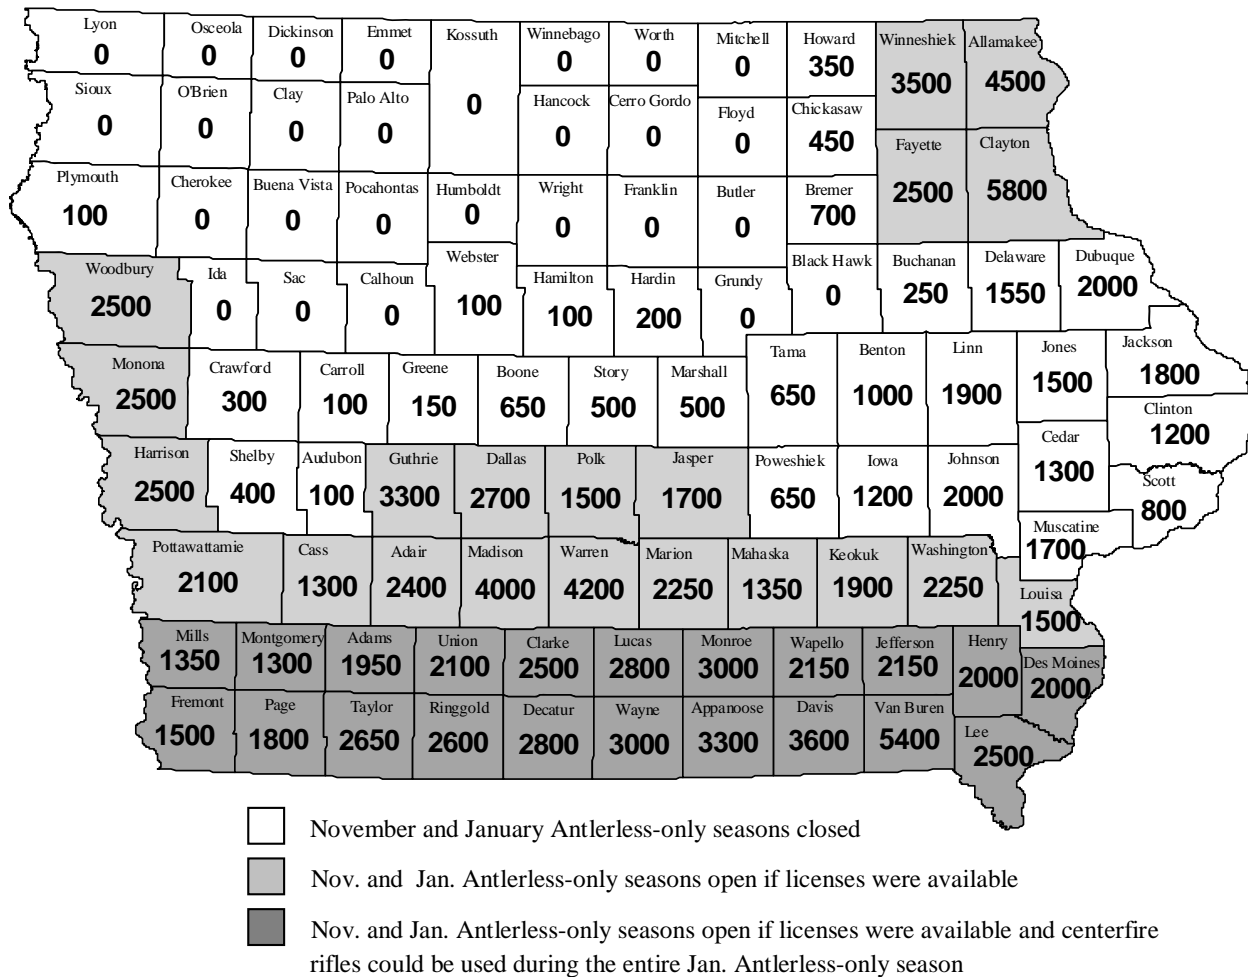 Lyon Osceola Dickinson Emmet Kossuth Winnebago Worth Mitchell Howard Winneshiek Allamakee
0 0 0 0 0 0 0 0 350 3500 4500
Sioux O'Brien Clay Palo Alto Hancock Cerro Gordo Floyd Chickasaw
0 0 0 0 0 0 0 450
Fayette Clayton
2500 5800
Plymouth Cherokee Buena Vista Pocahontas Humboldt Wright Franklin Butler Bremer
100 0 0 0 0 0 0 0 700
Woodbury Ida Sac Calhoun Webster Hamilton Hardin Grundy Black Hawk Buchanan Delaware Dubuque
2500 0 0 0 100 100 200 0 0 250 1550 2000
Monona Crawford Carroll Greene Boone Story Marshall Tama Benton Linn Jones Jackson
2500 300 100 150 650 500 500 650 1000 1900 1500 1800
Clinton
1200
Harrison Shelby Audubon Guthrie Dallas Polk Jasper Poweshiek Iowa Johnson Cedar Scott
2500 400 100 3300 2700 1500 1700 650 1200 2000 1300 800
Muscatine
1700
Pottawattamie Cass Adair Madison Warren Marion Mahaska Keokuk Washington Louisa
2100 1300 2400 4000 4200 2250 1350 1900 2250 1500
Mills Montgomery Adams Union Clarke Lucas Monroe Wapello Jefferson Henry Des Moines
1350 1300 1950 2100 2500 2800 3000 2150 2150 2000 2000
Fremont Page Taylor Ringgold Decatur Wayne Appanoose Davis Van Buren Lee
1500 1800 2650 2600 2800 3000 3300 3600 5400 2500
November and January Antlerless-only seasons closed
Nov. and Jan. Antlerless-only seasons open if licenses were available
Nov. and Jan. Antlerless-only seasons open if licenses were available and centerfire
rifles could be used during the entire Jan. Antlerless-only season